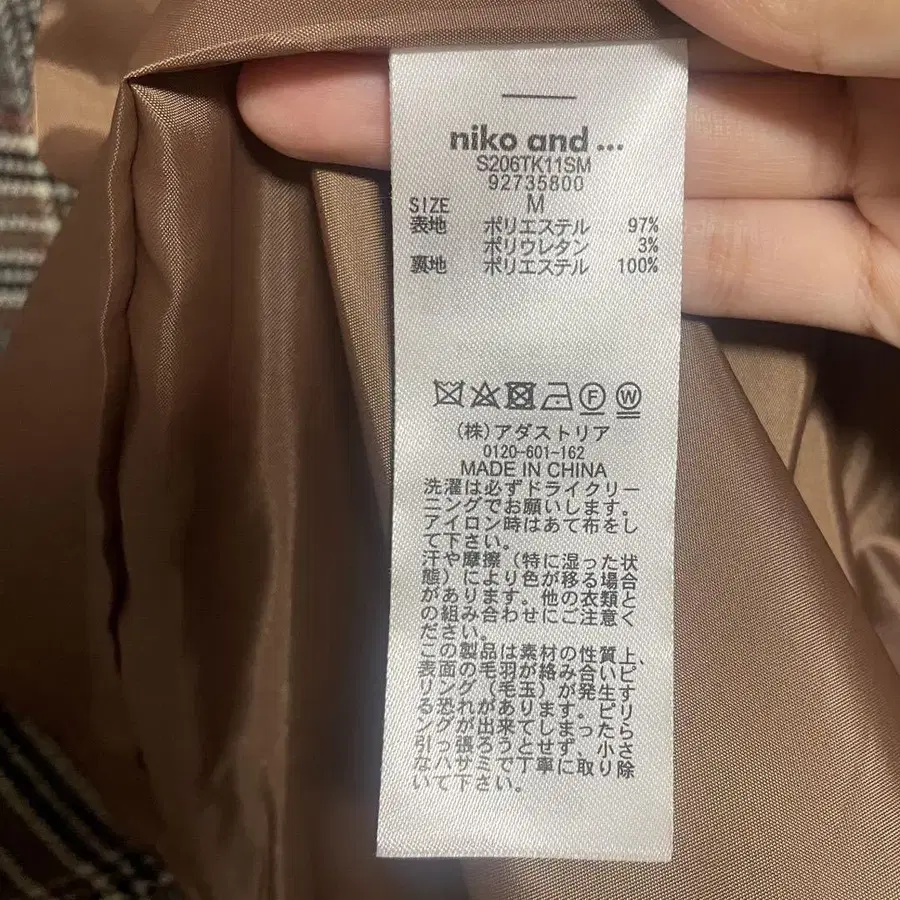 niko and ...
S206TK11SM
92735800
SIZE M
表地 ポリエステル 97%
ポリウレタン 3%
裏地 ポリエステル 100%
F W
(株)アダストリア
0120-601-162
MADE IN CHINA
洗濯は必ずドライクリー
ニングでお願いします。
アイロン時はあて布をし
て下さい。
汗や摩擦(特に湿った状
態)により色が移る場合
があります。他の衣類と
の組み合わせにご注意く
ださい。
この製品は素材の性質上、
表面の毛羽が絡み合いピ
リング(毛玉)が発生す
る恐れがあります。ピリ
ングが出来てしまったら
引っ張ろうとせず、小さ
なハサミで丁寧に取り除
いて下さい。